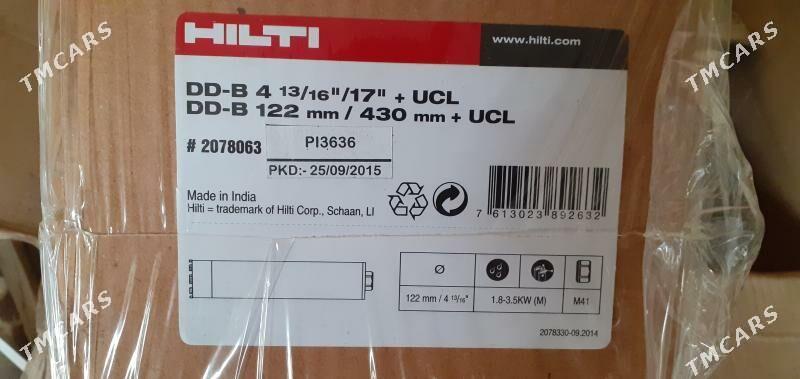 HILTI
www.hilti.com
DD-B 4 13/16"/17" + UCL
DD-B 122 mm / 430 mm + UCL
# 2078063
PI3636
PKD:- 25/09/2015
Made in India
Hilti = trademark of Hilti Corp., Schaan, LI
7 613023 892632
Ø
122 mm / 4 13/16" 1.8-3.5KW (M) M41
2078330-09.2014
TMCARS
TMCARS
TMCARS
TMCARS